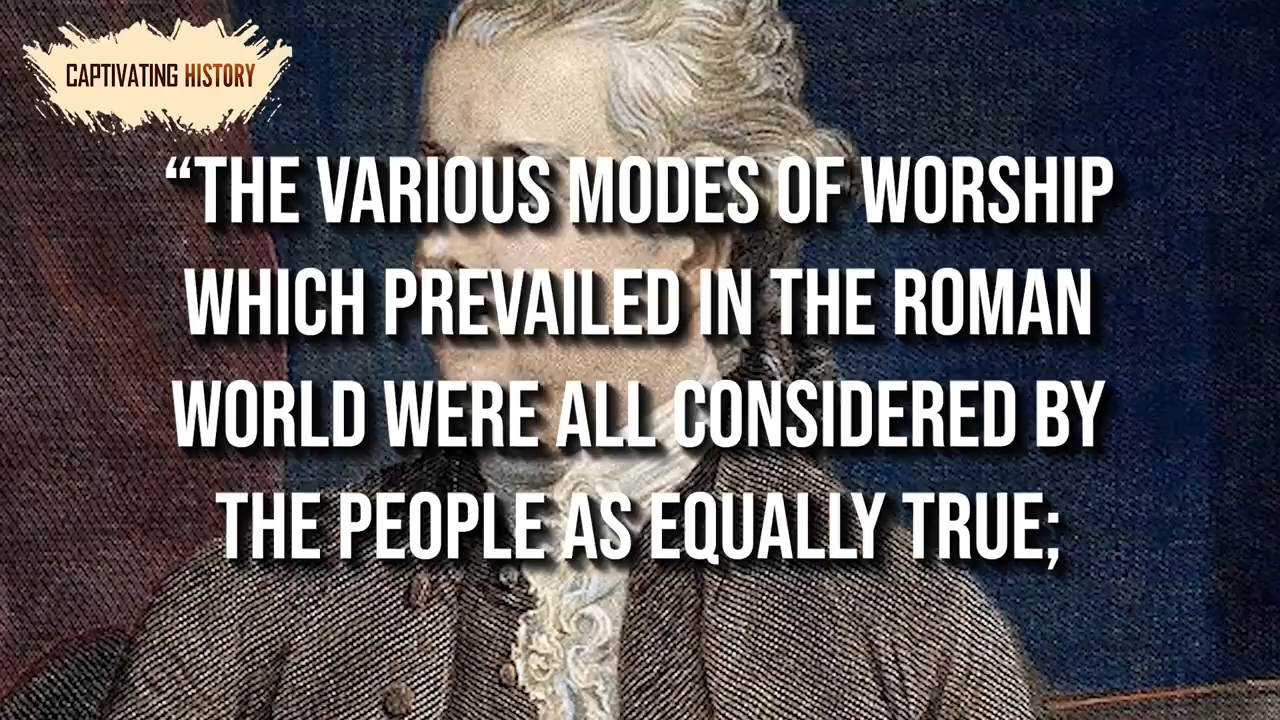 CAPTIVATING HISTORY
“THE VARIOUS MODES OF WORSHIP
WHICH PREVAILED IN THE ROMAN
WORLD WERE ALL CONSIDERED BY
THE PEOPLE AS EQUALLY TRUE;